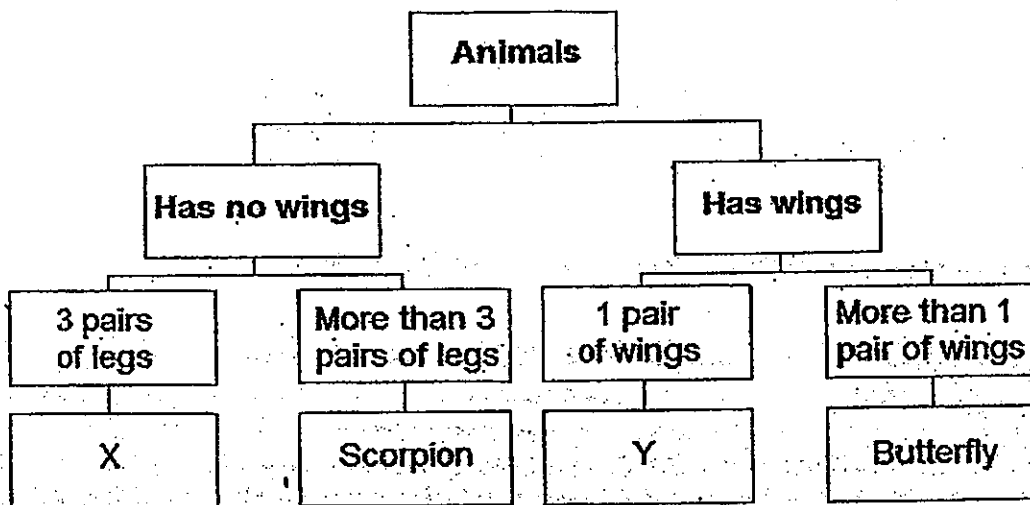 Animals
Has no wings
Has wings
3 pairs
of legs
More than 3
pairs of legs
1 pair
of wings
More than 1
pair of wings
X
Scorpion
Y
Butterfly